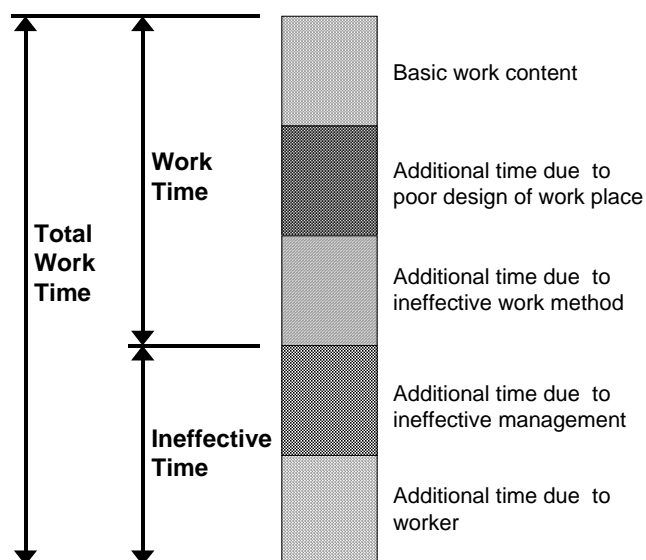 Basic work content
Work
Time
Additional time due to
poor design of work place
Total
Work
Time
Additional time due to
ineffective work method
Additional time due to
ineffective management
Ineffective
Time
Additional time due to
worker